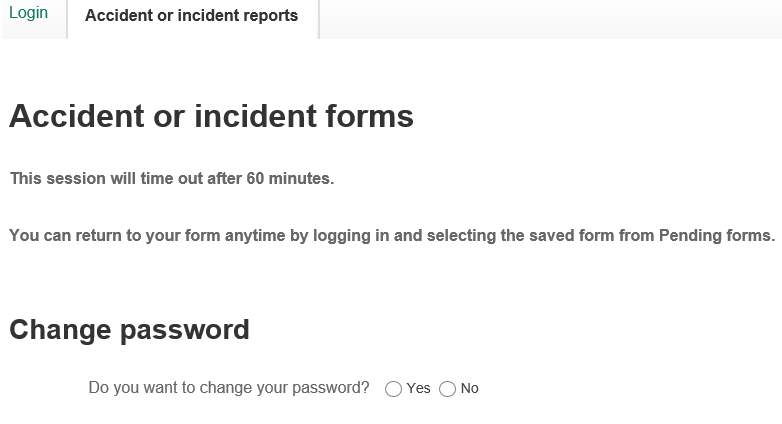 Login
Accident or incident reports
Accident or incident forms
This session will time out after 60 minutes.
You can return to your form anytime by logging in and selecting the saved form from Pending forms.
Change password
Do you want to change your password? Yes No